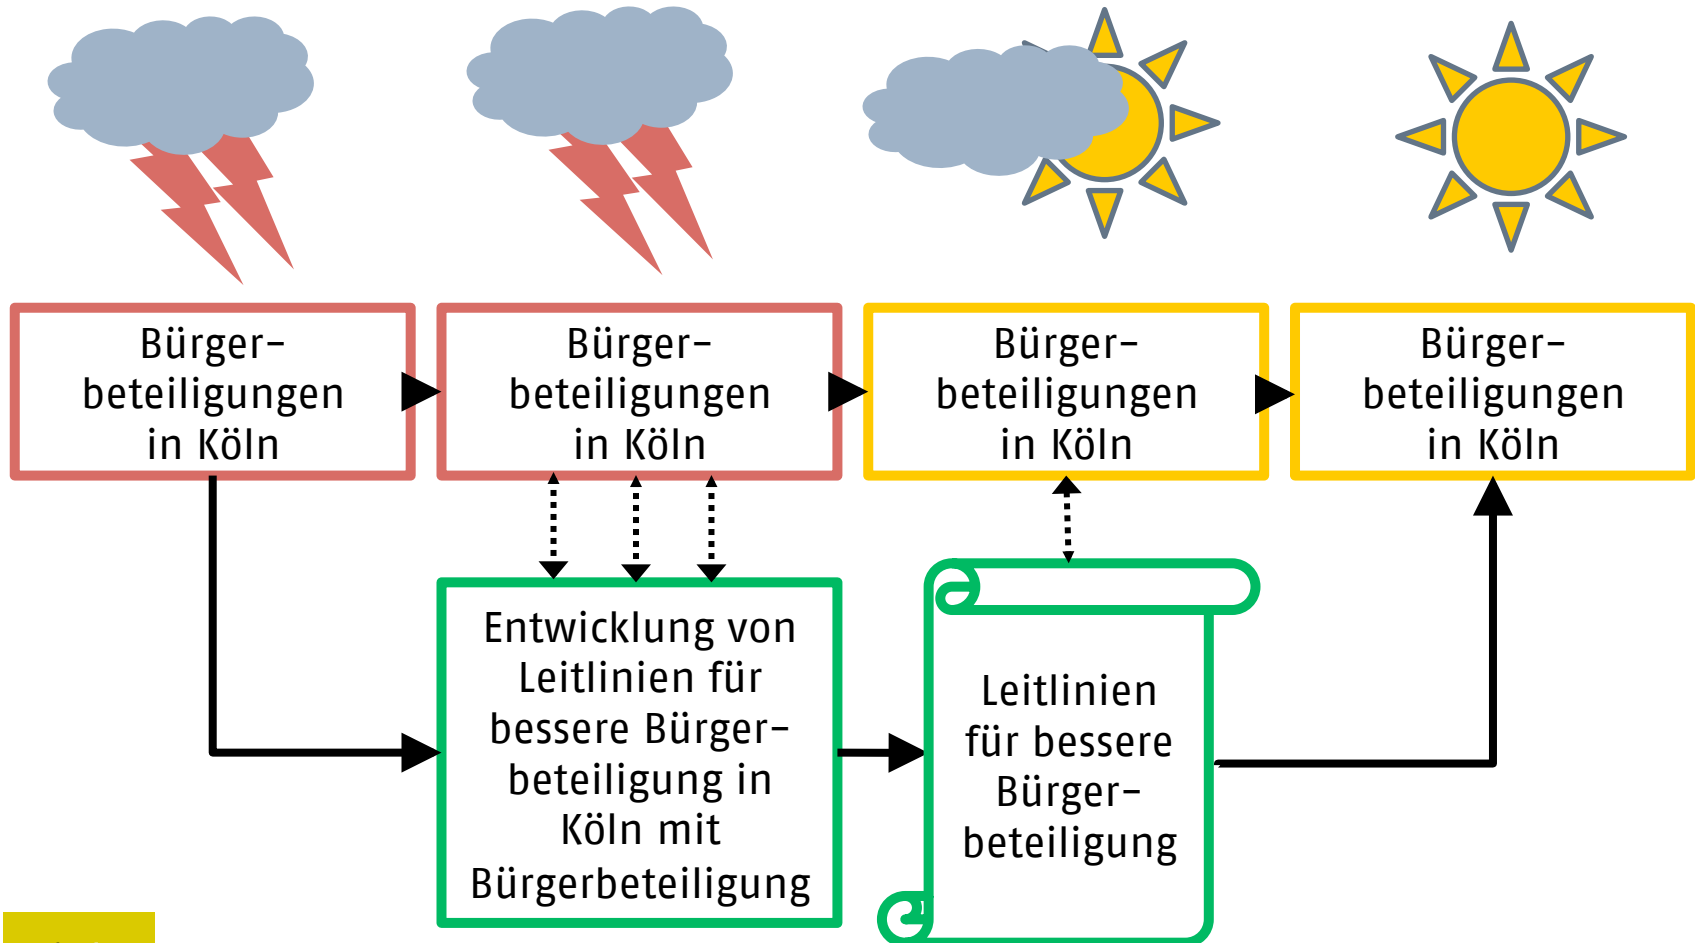 Bürger-
beteiligungen
in Köln
Bürger-
beteiligungen
in Köln
Bürger-
beteiligungen
in Köln
Bürger-
beteiligungen
in Köln
Entwicklung von
Leitlinien für
bessere Bürger-
beteiligung in
Köln mit
Bürgerbeteiligung
Leitlinien
für bessere
Bürger-
beteiligung